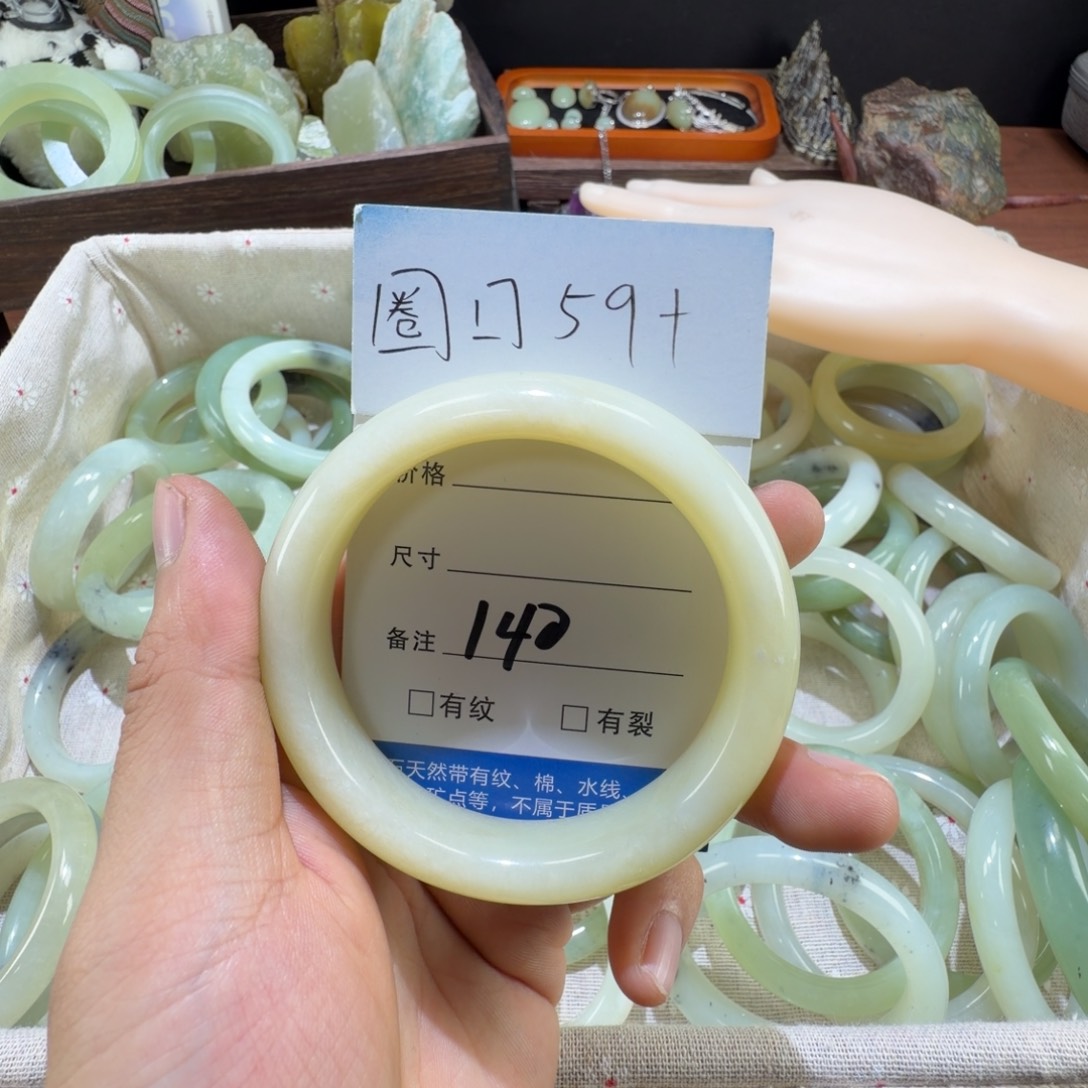 圈口59+
价格
尺寸
备注 140
□有纹 □有裂
天然带有纹、棉、水线、
矿点等，不属于质